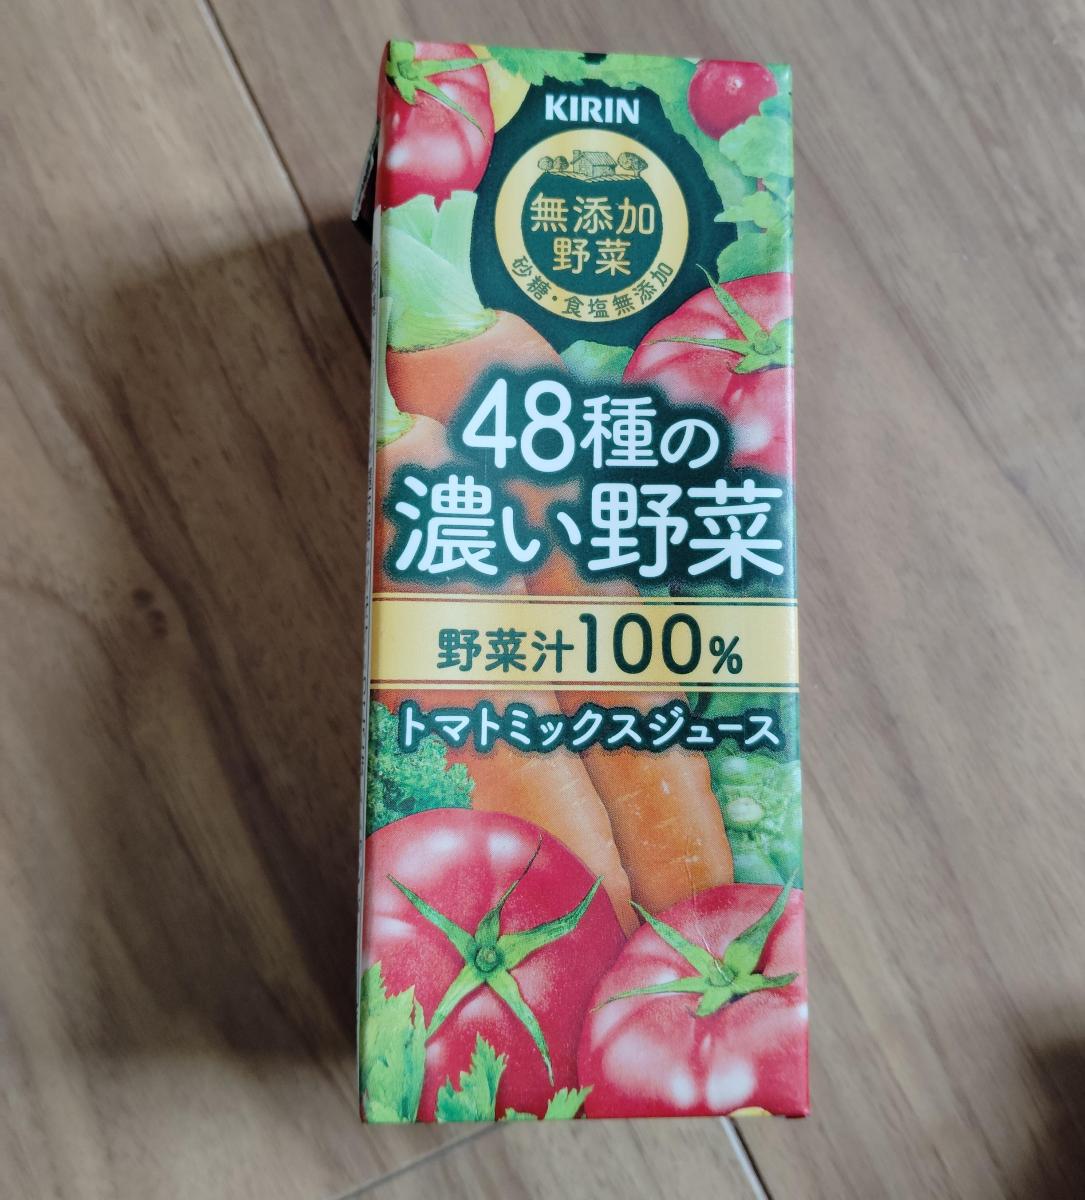 KIRIN
無添加
野菜
砂糖・食塩無添加
48種の
濃い野菜
野菜汁100%
トマトミックスジュース